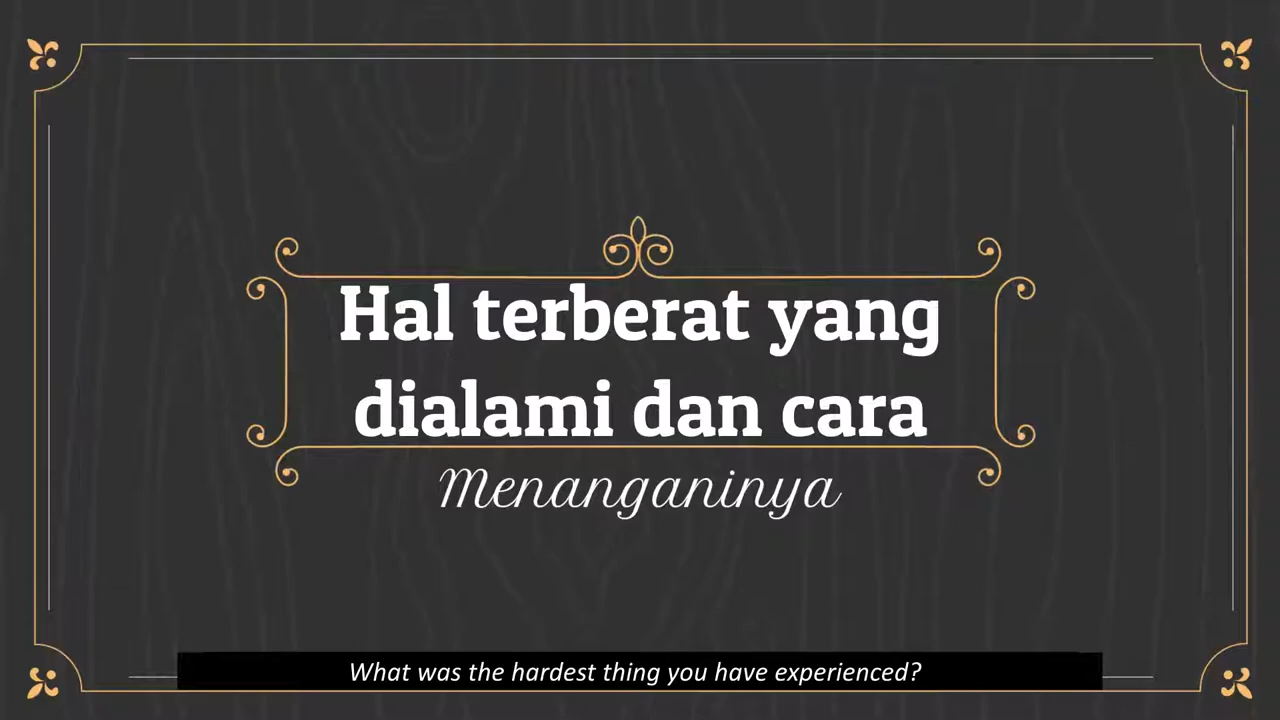 Hal terberat yang
dialami dan cara
Menanganinya
What was the hardest thing you have experienced?